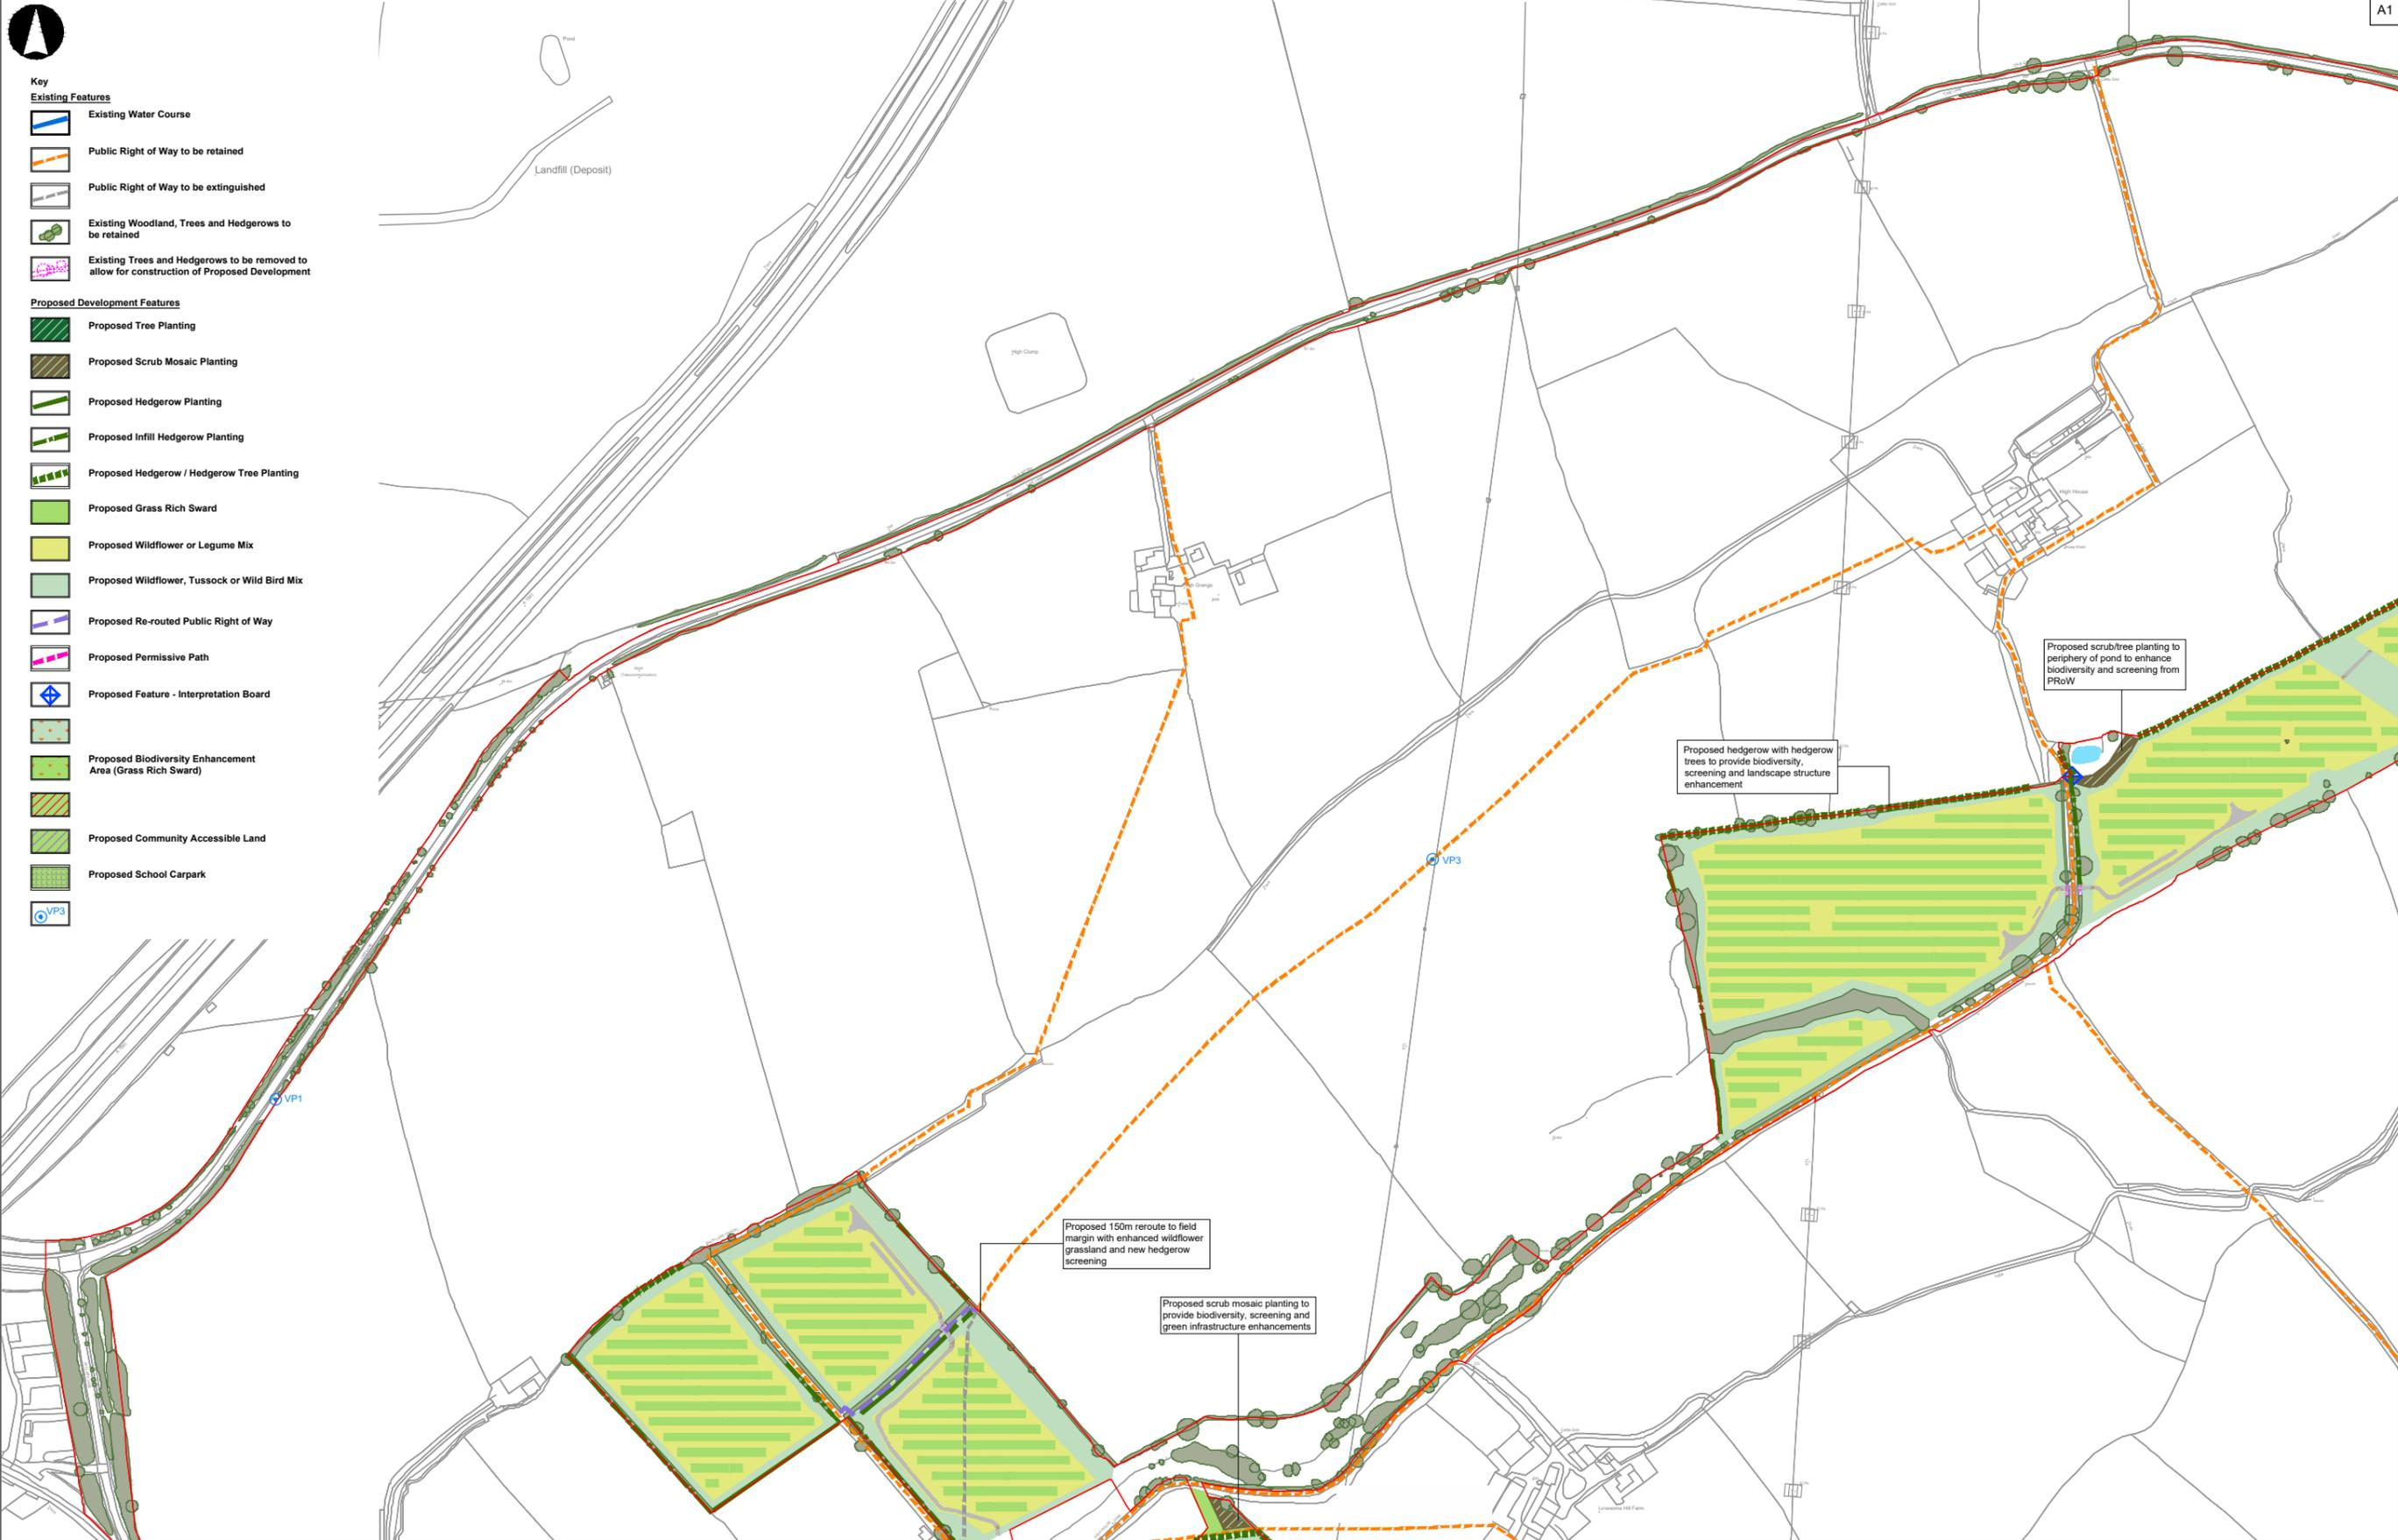 A1
Key
Existing Features
Existing Water Course
Public Right of Way to be retained
Public Right of Way to be extinguished
Existing Woodland, Trees and Hedgerows to
be retained
Existing Trees and Hedgerows to be removed to
allow for construction of Proposed Development
Proposed Development Features
Proposed Tree Planting
Proposed Scrub Mosaic Planting
Proposed Hedgerow Planting
Proposed Infill Hedgerow Planting
Proposed Hedgerow / Hedgerow Tree Planting
Proposed Grass Rich Sward
Proposed Wildflower or Legume Mix
Proposed Wildflower, Tussock or Wild Bird Mix
Proposed Re-routed Public Right of Way
Proposed Permissive Path
Proposed Feature - Interpretation Board
Proposed Biodiversity Enhancement
Area (Grass Rich Sward)
Proposed Community Accessible Land
Proposed School Carpark
VP3
Pond
Landfill (Deposit)
High Clump
High House
Proposed scrub/tree planting to
periphery of pond to enhance
biodiversity and screening from
PRoW
Proposed hedgerow with hedgerow
trees to provide biodiversity,
screening and landscape structure
enhancement
VP3
VP1
Proposed 150m reroute to field
margin with enhanced wildflower
grassland and new hedgerow
screening
Proposed scrub mosaic planting to
provide biodiversity, screening and
green infrastructure enhancements
Lonesome Hill Farm